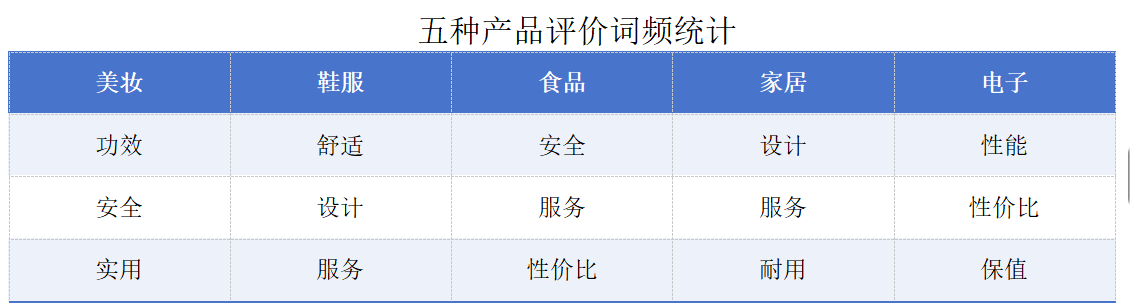 五种产品评价词频统计
美妆 鞋服 食品 家居 电子
功效 舒适 安全 设计 性能
安全 设计 服务 服务 性价比
实用 服务 性价比 耐用 保值